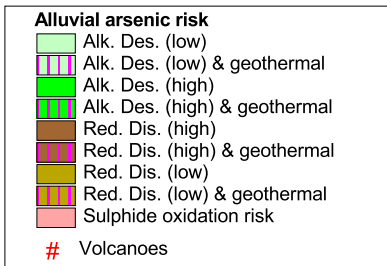 Alluvial arsenic risk
Alk. Des. (low)
Alk. Des. (low) & geothermal
Alk. Des. (high)
Alk. Des. (high) & geothermal
Red. Dis. (high)
Red. Dis. (high) & geothermal
Red. Dis. (low)
Red. Dis. (low) & geothermal
Sulphide oxidation risk
# Volcanoes